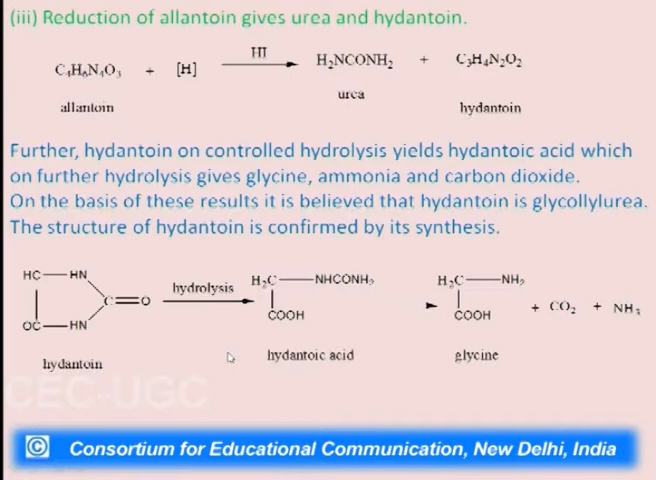 (iii) Reduction of allantoin gives urea and hydantoin.
C₄H₆N₄O₃ + [H] HI H₂NCONH₂ + C₃H₄N₂O₂
allantoin urea hydantoin
Further, hydantoin on controlled hydrolysis yields hydantoic acid which
on further hydrolysis gives glycine, ammonia and carbon dioxide.
On the basis of these results it is believed that hydantoin is glycollylurea.
The structure of hydantoin is confirmed by its synthesis.
HC HN H₂C NHCONH₂ H₂C NH₂
hydrolysis
C=O
COOH COOH + CO₂ + NH₃
OC HN
hydantoin hydantoic acid glycine
CEC-UGC
© Consortium for Educational Communication, New Delhi, India